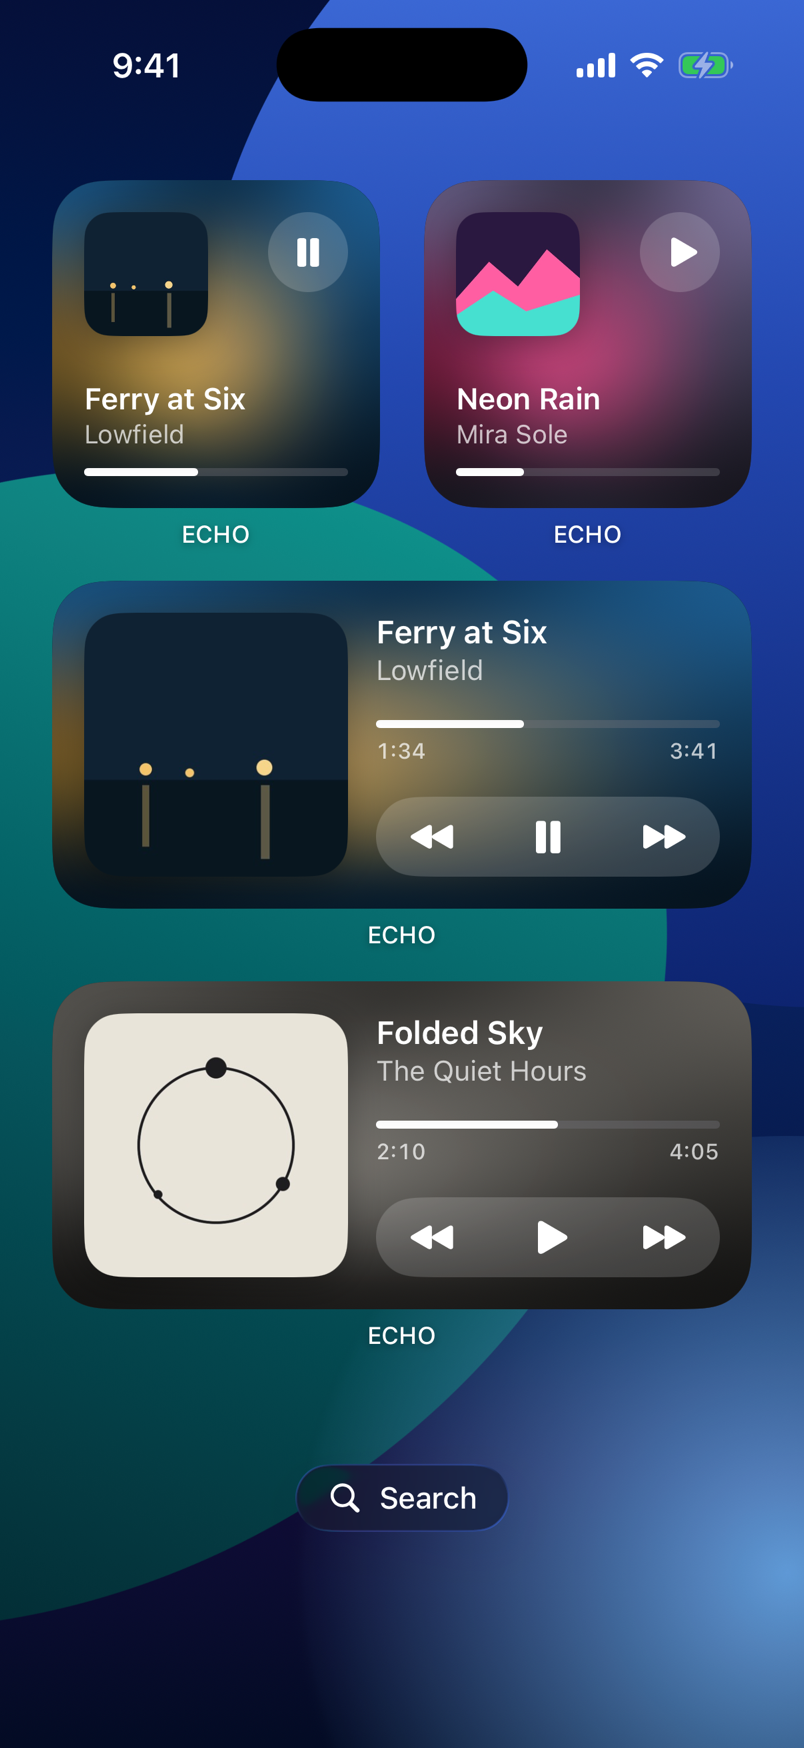 9:41
Ferry at Six
Lowfield
ECHO
Neon Rain
Mira Sole
ECHO
Ferry at Six
Lowfield
1:34 3:41
ECHO
Folded Sky
The Quiet Hours
2:10 4:05
ECHO
Search